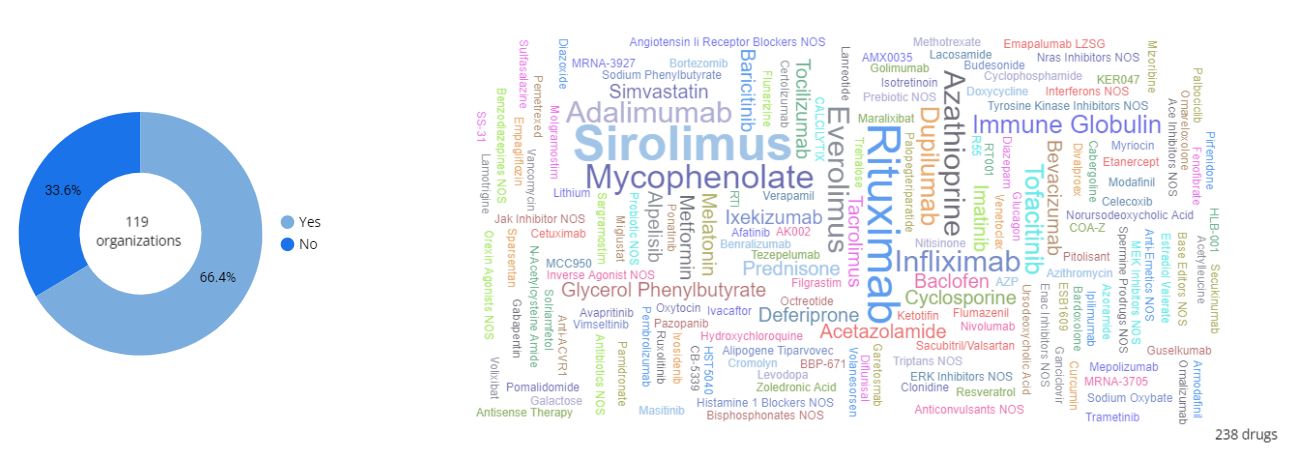 33.6%
119
organizations
66.4%
Yes
No
Sulfasalazine
Diazoxide
Angiotensin Ii Receptor Blockers NOS
MRNA-3927
Bortezomib
Sodium Phenylbutyrate
Simvastatin
Adalimumab
Sirolimus
Mycophenolate
Baricitinib
Flunarizine
Certolizumab
Tocilizumab
CALCILYTIX
Lanreotide
Methotrexate
AMX0035
Lacosamide
Emapalumab LZSG
Golimumab
Budesonide
Nras Inhibitors NOS
Isotretinoin
Cyclophosphamide
KER047
Prebiotic NOS
Doxycycline
Interferons NOS
Maralixibat
Tyrosine Kinase Inhibitors NOS
Immune Globulin
Mizoribine
Palbociclib
Omaveloxolone
Ace Inhibitors NOS
Pirfenidone
Fenofibrate
SS-31
Benzodiazepines NOS
Empagliflozin
Pemetrexed
Vancomycin
Molgramostim
Lamotrigine
Lithium
Everolimus
Trehalose
Rituximab
Palopegteriparatide
Dupilumab
Azathioprine
R55
RT001
Diazepam
Myriocin
Etanercept
Modafinil
Celecoxib
Bevacizumab
Divalproex
Cabergoline
Tofacitinib
Imatinib
Glucagon
Venetoclax
Norursodeoxycholic Acid
COA-Z
Jak Inhibitor NOS
Cetuximab
Sargramostim
Miglustat
Probiotic NOS
Alpelisib
Ponatinib
Metformin
Melatonin
RTI
Verapamil
Ixekizumab
Afatinib
AK002
Benralizumab
Tezepelumab
Prednisone
Filgrastim
Tacrolimus
Nitisinone
Infliximab
Baclofen
AZP
Cyclosporine
Pitolisant
Azithromycin
Orexin Agonists NOS
Sparsentan
N-Acetylcysteine Amide
MCC950
Inverse Agonist NOS
Glycerol Phenylbutyrate
Octreotide
Deferiprone
Ketotifen
Flumazenil
Nivolumab
Acetazolamide
Sacubitril/Valsartan
HLB-001
Acetylleucine
Secukinumab
Base Editors NOS
Estradiol Valerate
Anti-Emetics NOS
MEK Inhibitors NOS
Spermine Prodrugs NOS
Azoramide
Ipilimumab
Bardoxolone
ESB1609
Enac Inhibitors NOS
Ursodeoxycholic Acid
Gabapentin
Solriamfetol
Anti-ACVR1
Avapritinib
Vimseltinib
Oxytocin
Ivacaftor
Pazopanib
Hydroxychloroquine
Pembrolizumab
Antibiotics NOS
Pamidronate
Ruxolitinib
Ivosidenib
CB-5339
HST5040
Alipogene Tiparvovec
Cromolyn
BBP-671
Levodopa
Zoledronic Acid
Volanesorsen
Diflunisal
Garetosmab
Triptans NOS
ERK Inhibitors NOS
Clonidine
Resveratrol
Anticonvulsants NOS
Ganciclovir
Curcumin
Guselkumab
Mepolizumab
MRNA-3705
Sodium Oxybate
Trametinib
Omalizumab
Armodafinil
Volixibat
Pomalidomide
Galactose
Antisense Therapy
Masitinib
Histamine 1 Blockers NOS
Bisphosphonates NOS
238 drugs